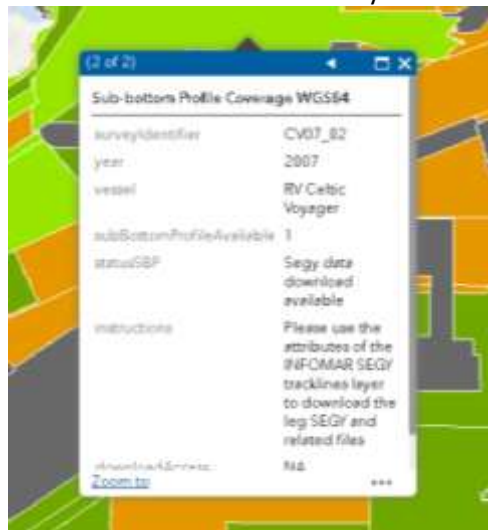 (2 of 2)
Sub-bottom Profile Coverage WGS84
surveyIdentifier CV07_02
year 2007
vessel RV Celtic
Voyager
subBottomProfileAvailable 1
statusSBP Segy data
download
available
instructions Please use the
attributes of the
INFOMAR SEGY
tracklines layer
to download the
leg SEGY and
related files
downloadAccess NA
Zoom to